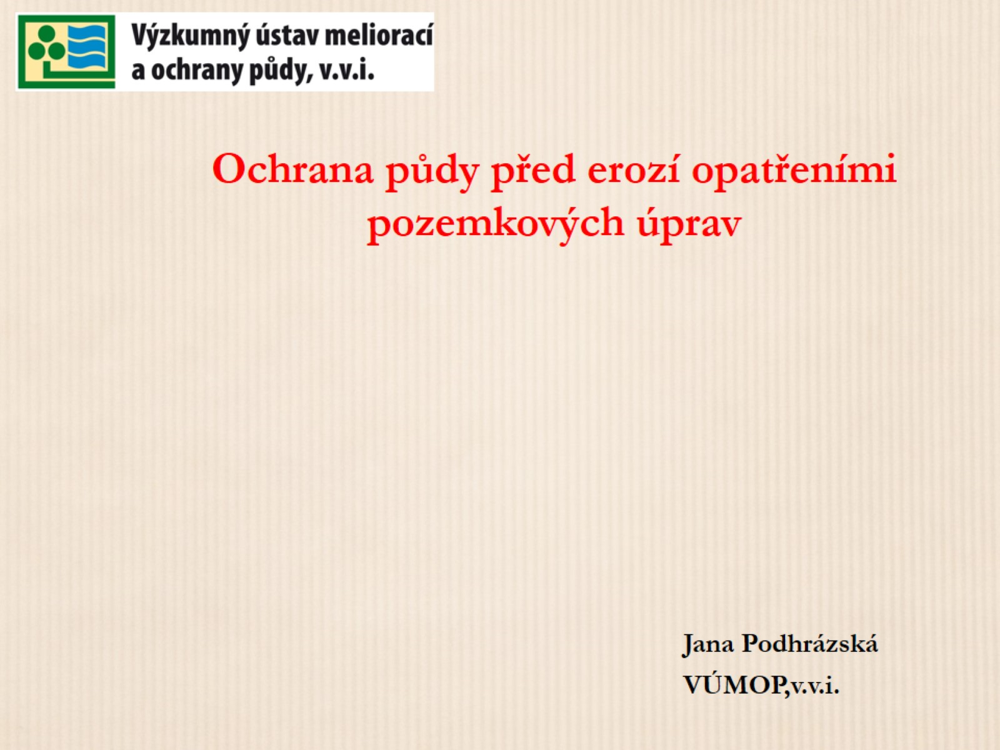 Výzkumný ústav meliorací
a ochrany půdy, v.v.i.
Ochrana půdy před erozí opatřeními
pozemkových úprav
Jana Podhrázská
VÚMOP,v.v.i.